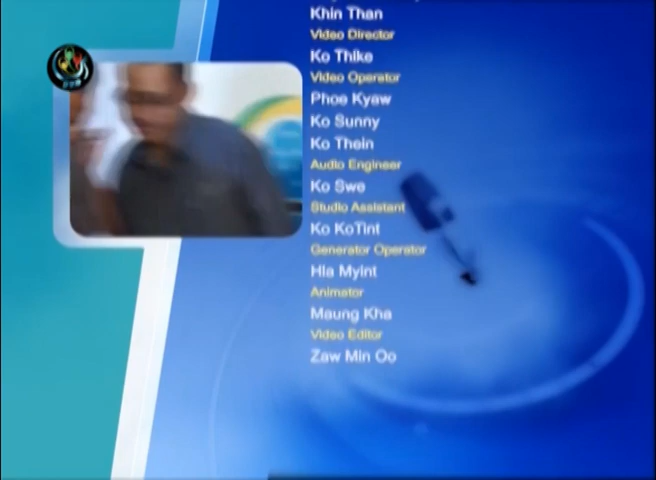 Khin Than
Video Director
Ko Thike
Video Operator
Phoe Kyaw
Ko Sunny
Ko Thein
Audio Engineer
Ko Swe
Studio Assistant
Ko KoTint
Generator Operator
Hla Myint
Animator
Maung Kha
Video Editor
Zaw Min Oo